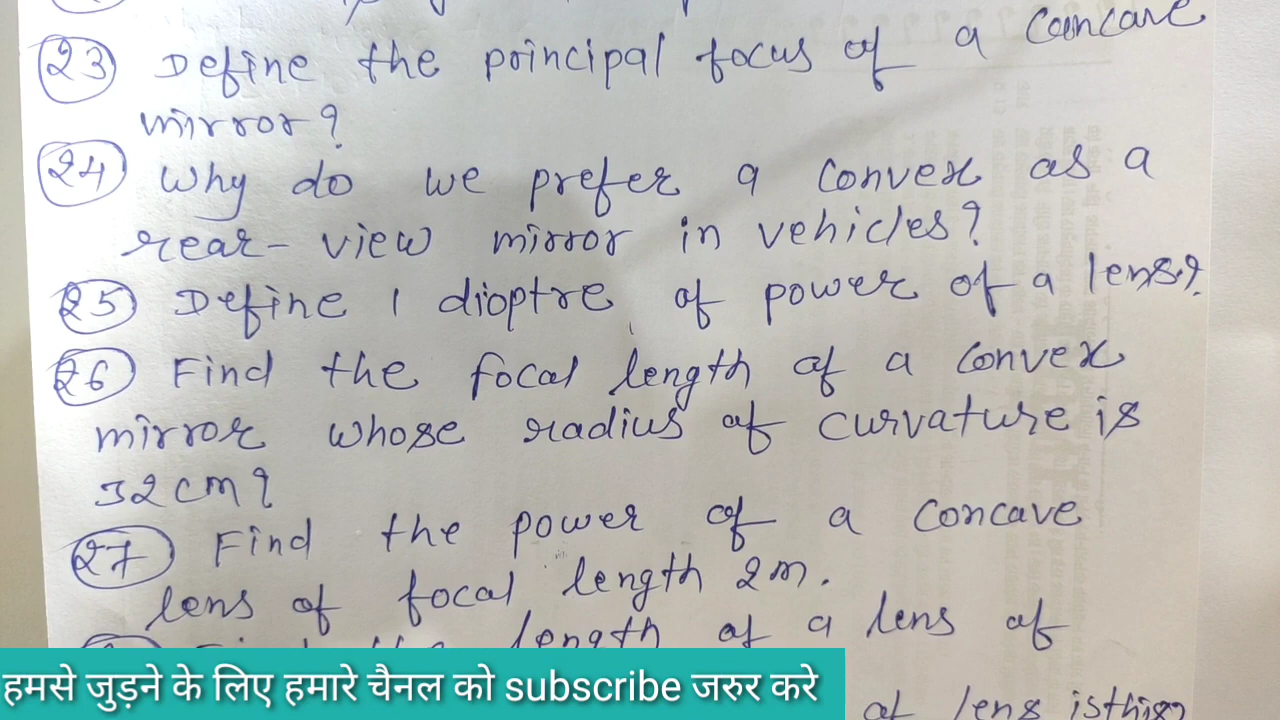 23 Define the principal focus of a concave
mirror?
24 Why do we prefer a convex as a
rear-view mirror in vehicles?
25 Define 1 dioptre of power of a lens?
26 Find the focal length of a convex
mirror whose radius of curvature is
32cm?
27 Find the power of a concave
lens of focal length 2m.
length of a lens of
हमसे जुड़ने के लिए हमारे चैनल को subscribe जरुर करे
of lens is this?